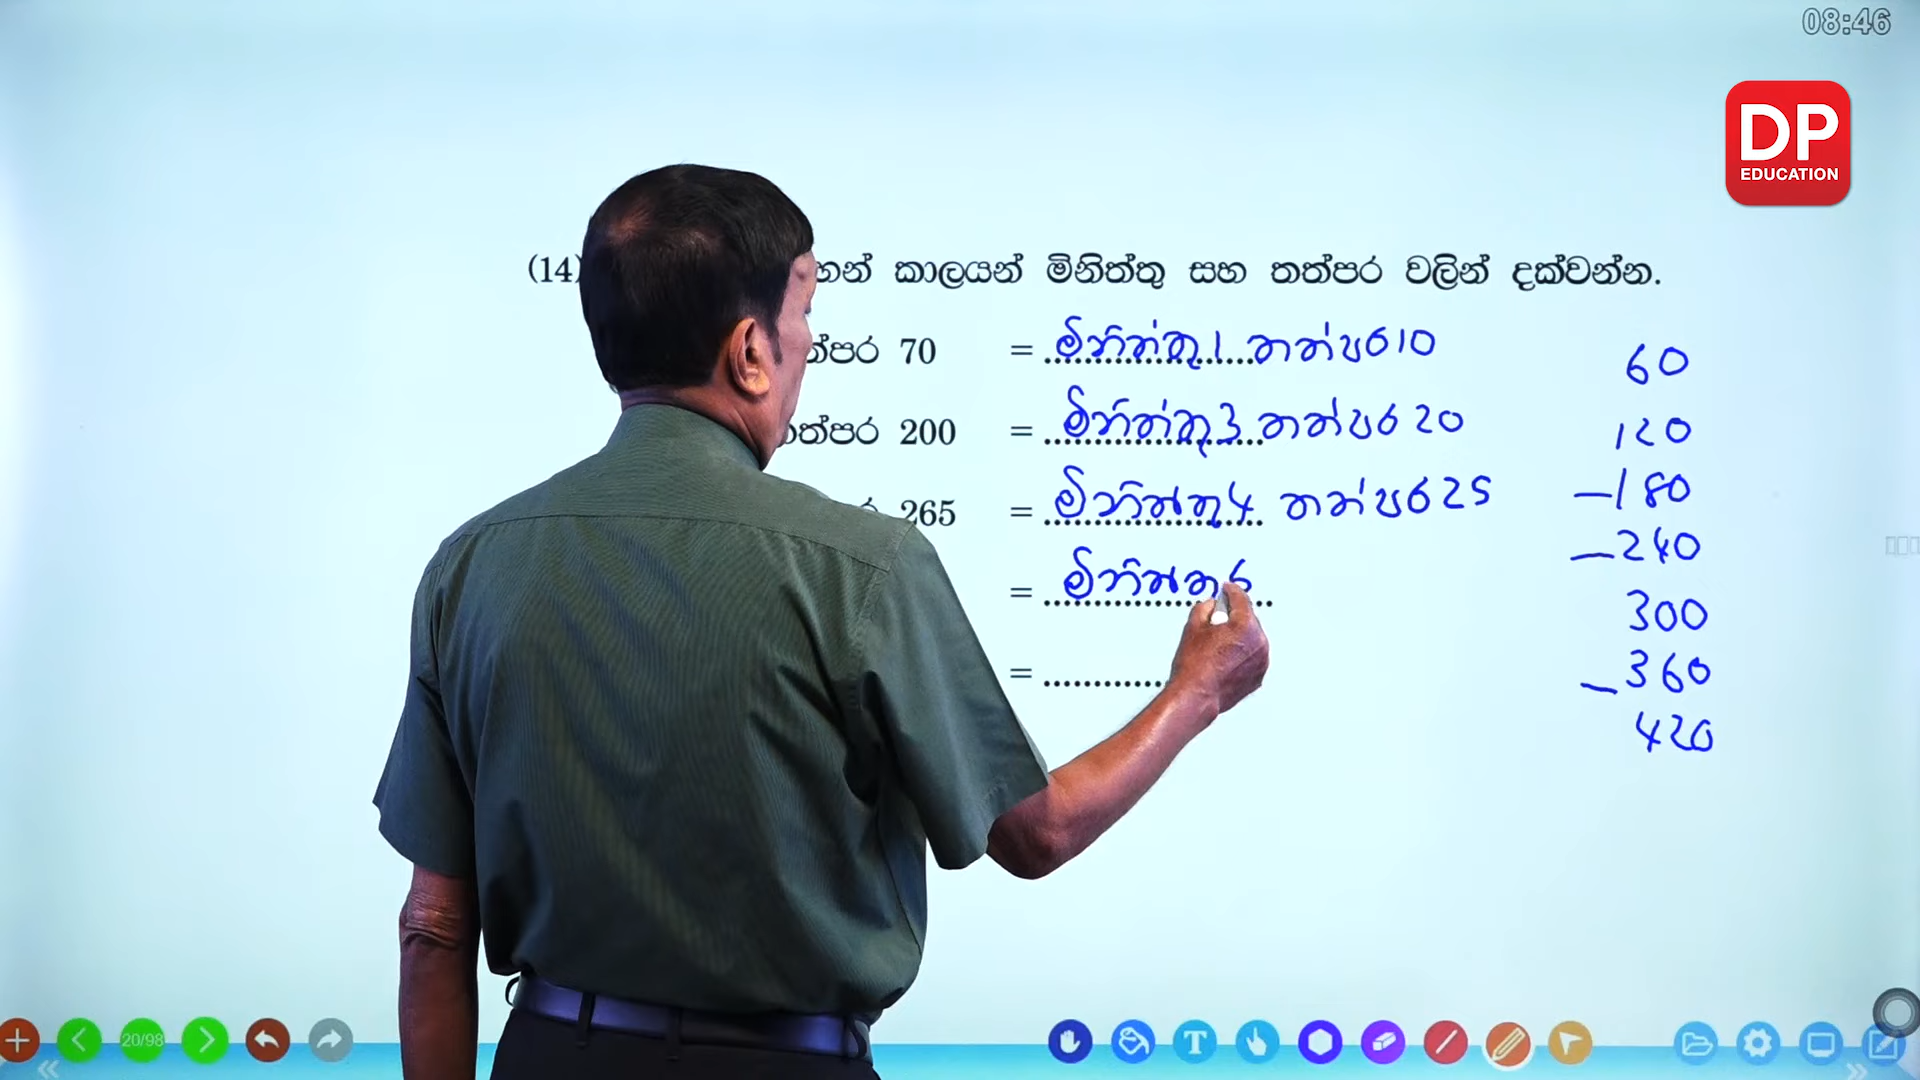 08:46
DP
EDUCATION
(14) හන් කාලයන් මිනිත්තු සහ තත්පර වලින් දක්වන්න.
ත්පර 70 = මිනිත්තු 1 තත්පර 10
තත්පර 200 = මිනිත්තු 3 තත්පර 20
265 = මිනිත්තු 4 තත්පර 25
= මිනිත්තු 6
= ............
60
120
180
240
300
360
420
20/98